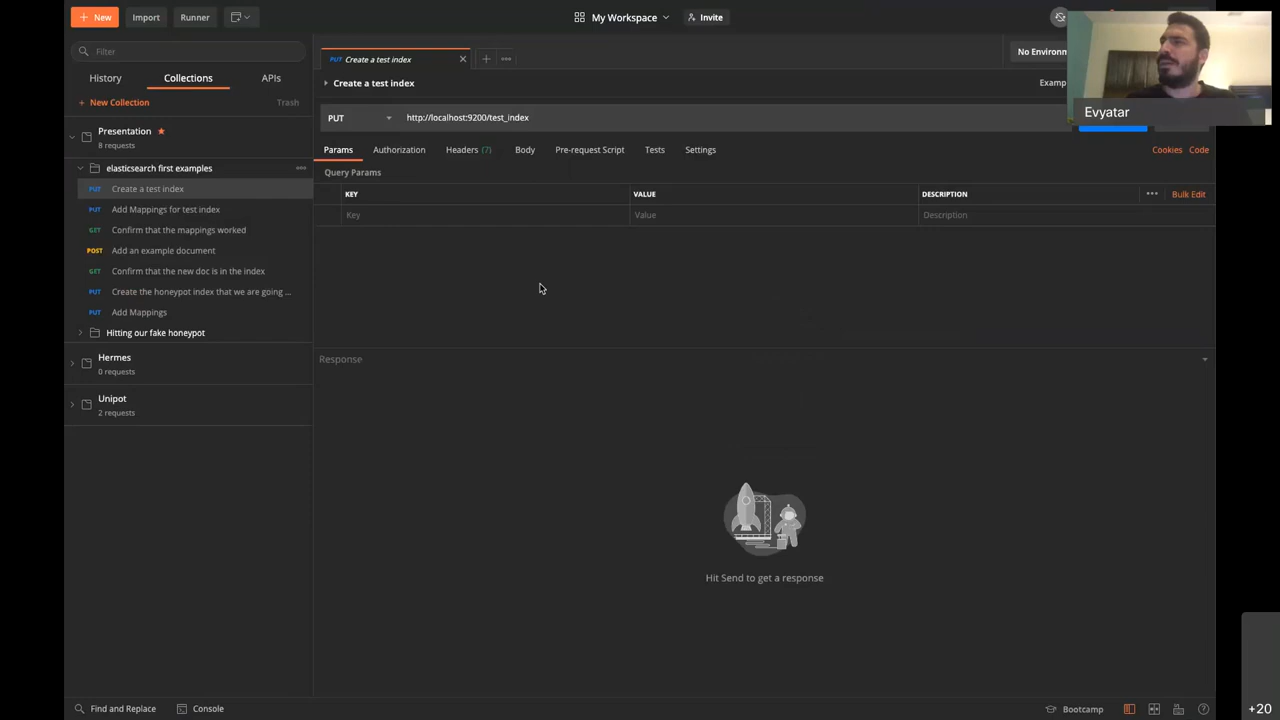 New
Import
Runner
My Workspace
Invite
Filter
History
Collections
APIs
New Collection
Trash
Presentation
8 requests
elasticsearch first examples
PUT Create a test index
PUT Add Mappings for test index
GET Confirm that the mappings worked
POST Add an example document
GET Confirm that the new doc is in the index
PUT Create the honeypot index that we are going ...
PUT Add Mappings
Hitting our fake honeypot
Hermes
0 requests
Unipot
2 requests
PUT Create a test index
No Environm
Create a test index
Examp
PUT
http://localhost:9200/test_index
Params
Authorization
Headers (7)
Body
Pre-request Script
Tests
Settings
Cookies
Code
Query Params
KEY
VALUE
DESCRIPTION
Bulk Edit
Key
Value
Description
Response
Hit Send to get a response
Find and Replace
Console
Bootcamp
Evyatar
+20